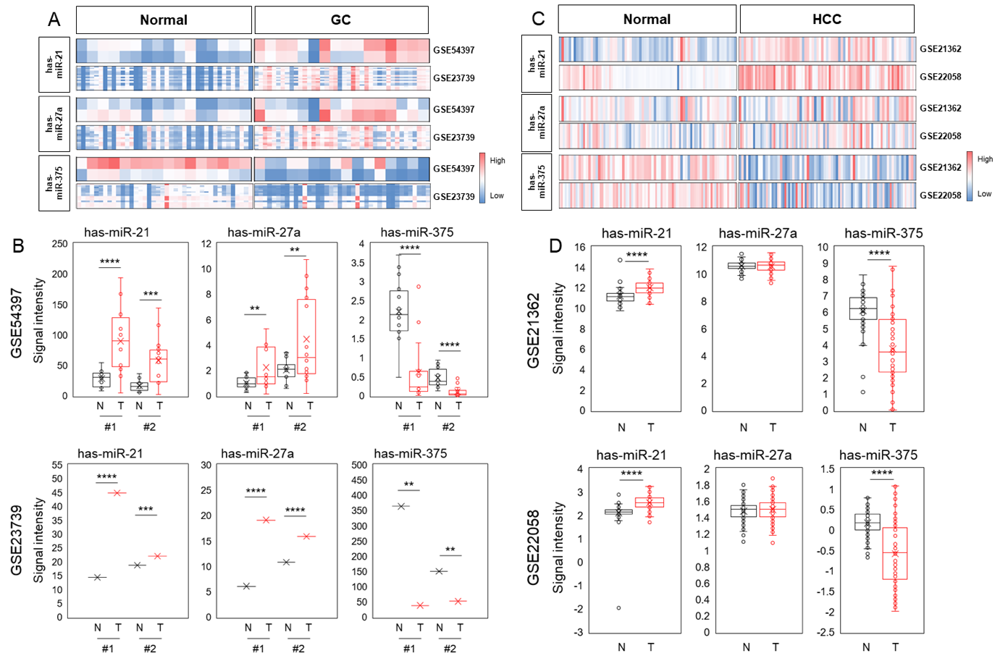 A
Normal
GC
has-
miR-21
GSE54397
GSE23739
has-
miR-27a
GSE54397
GSE23739
has-
miR-375
GSE54397
GSE23739
High
Low
C
Normal
HCC
has-
miR-21
GSE21362
GSE22058
has-
miR-27a
GSE21362
GSE22058
has-
miR-375
GSE21362
GSE22058
High
Low
B
GSE54397
Signal intensity
has-miR-21
250
200
150
100
50
0
****
***
N T N T
#1 #2
has-miR-27a
12
10
8
6
4
2
0
**
**
N T N T
#1 #2
has-miR-375
4
3.5
3
2.5
2
1.5
1
0.5
0
****
****
N T N T
#1 #2
GSE23739
Signal intensity
has-miR-21
55
50
45
40
35
30
25
20
15
10
5
0
****
***
N T N T
#1 #2
has-miR-27a
30
25
20
15
10
5
0
****
****
N T N T
#1 #2
has-miR-375
500
450
400
350
300
250
200
150
100
50
0
**
**
N T N T
#1 #2
D
GSE21362
Signal intensity
has-miR-21
16
14
12
10
8
6
4
2
0
****
N T
has-miR-27a
12
10
8
6
4
2
0
N T
has-miR-375
10
9
8
7
6
5
4
3
2
1
0
****
N T
GSE22058
Signal intensity
has-miR-21
4
3
2
1
0
-1
-2
-3
****
N T
has-miR-27a
2
1.8
1.6
1.4
1.2
1
0.8
0.6
0.4
0.2
0
N T
has-miR-375
1.5
1
0.5
0
-0.5
-1
-1.5
-2
-2.5
****
N T